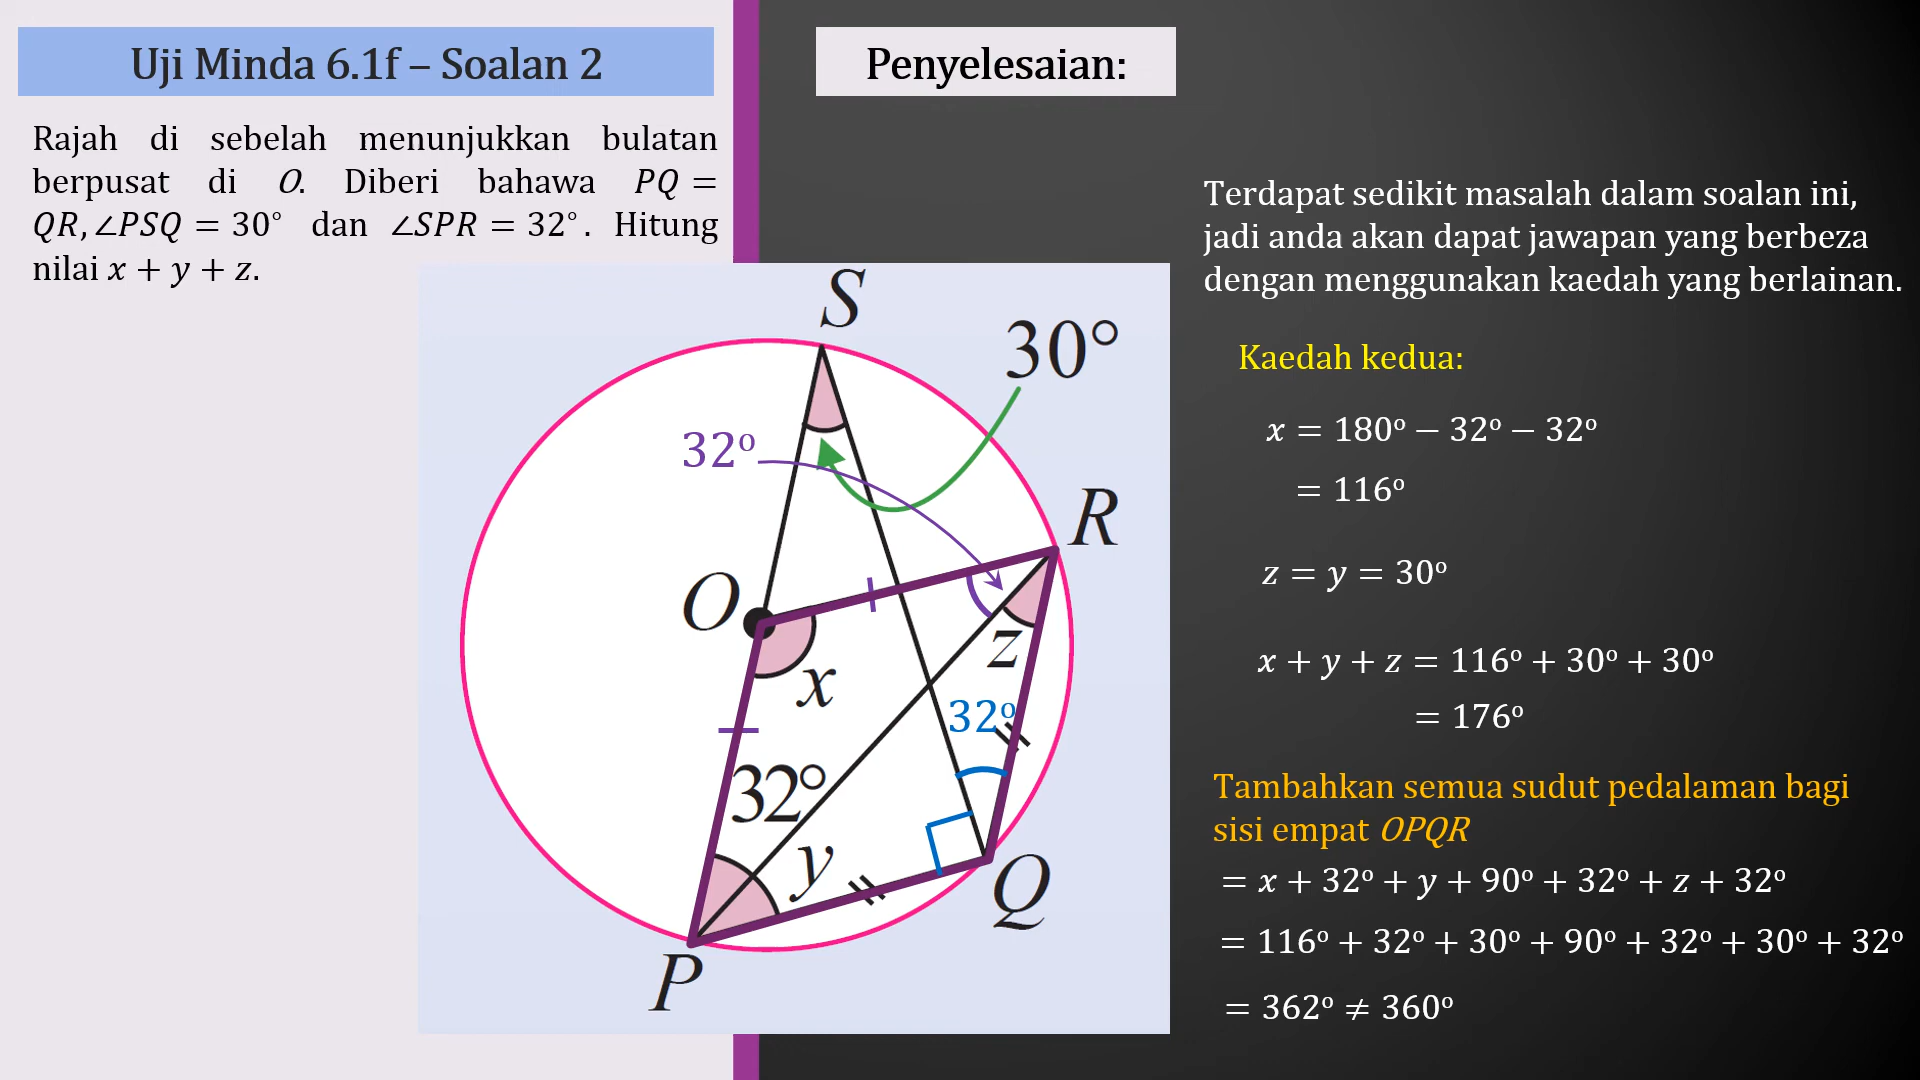 Uji Minda 6.1f – Soalan 2
Rajah di sebelah menunjukkan bulatan
berpusat di O. Diberi bahawa PQ =
QR, ∠PSQ = 30° dan ∠SPR = 32°. Hitung
nilai x + y + z.
S
30°
32°
R
O
z
x
32°
32°
y
Q
P
Penyelesaian:
Terdapat sedikit masalah dalam soalan ini,
jadi anda akan dapat jawapan yang berbeza
dengan menggunakan kaedah yang berlainan.
Kaedah kedua:
x = 180° − 32° − 32°
= 116°
z = y = 30°
x + y + z = 116° + 30° + 30°
= 176°
Tambahkan semua sudut pedalaman bagi
sisi empat OPQR
= x + 32° + y + 90° + 32° + z + 32°
= 116° + 32° + 30° + 90° + 32° + 30° + 32°
= 362° ≠ 360°